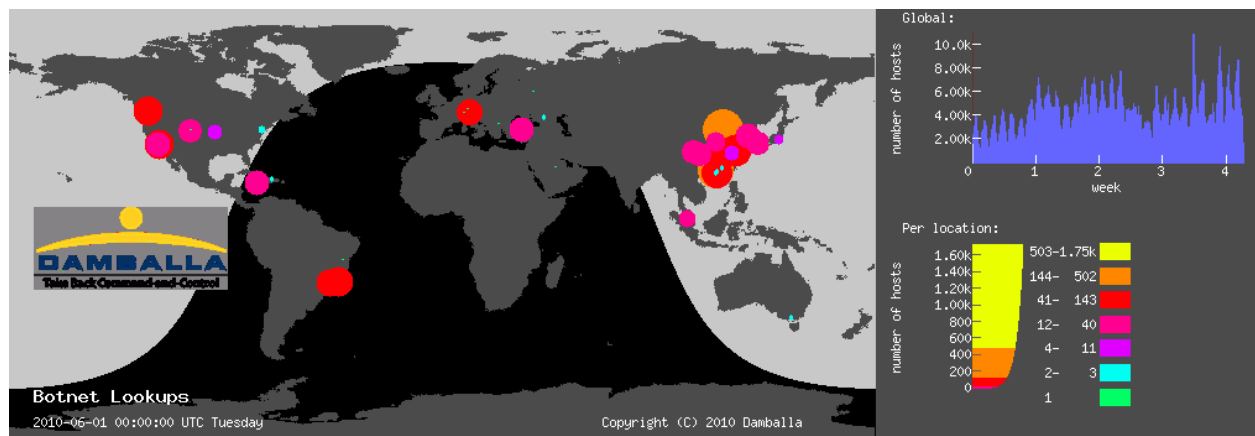 Global:
number of hosts
10.0k
8.00k
6.00k
4.00k
2.00k
0
0 1 2 3 4
week
DAMBALLA
Take Back Command-and-Control
Per location:
number of hosts
1.60k
1.40k
1.20k
1.00k
800
600
400
200
0
503-1.75k
144- 502
41- 143
12- 40
4- 11
2- 3
1
Botnet Lookups
2010-06-01 00:00:00 UTC Tuesday
Copyright (C) 2010 Damballa